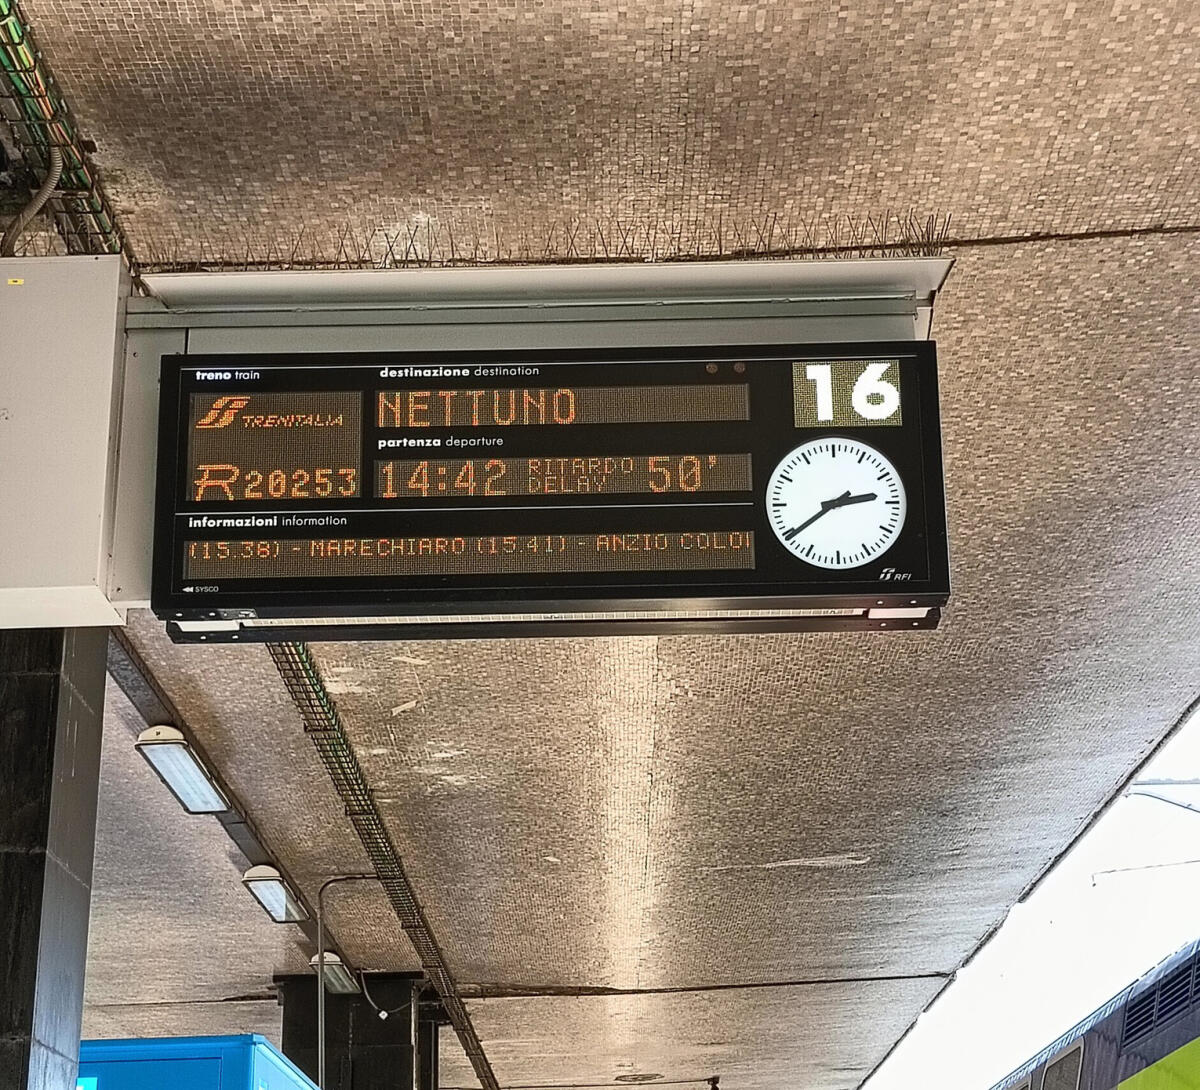 treno train
destinazione destination
16
TRENITALIA
NETTUNO
partenza departure
R 20253
14:42 RITARDO 50'
DELAY
informazioni information
(15.38) - MARECHIARO (15.41) - ANZIO COLO
RFI
SYSCO